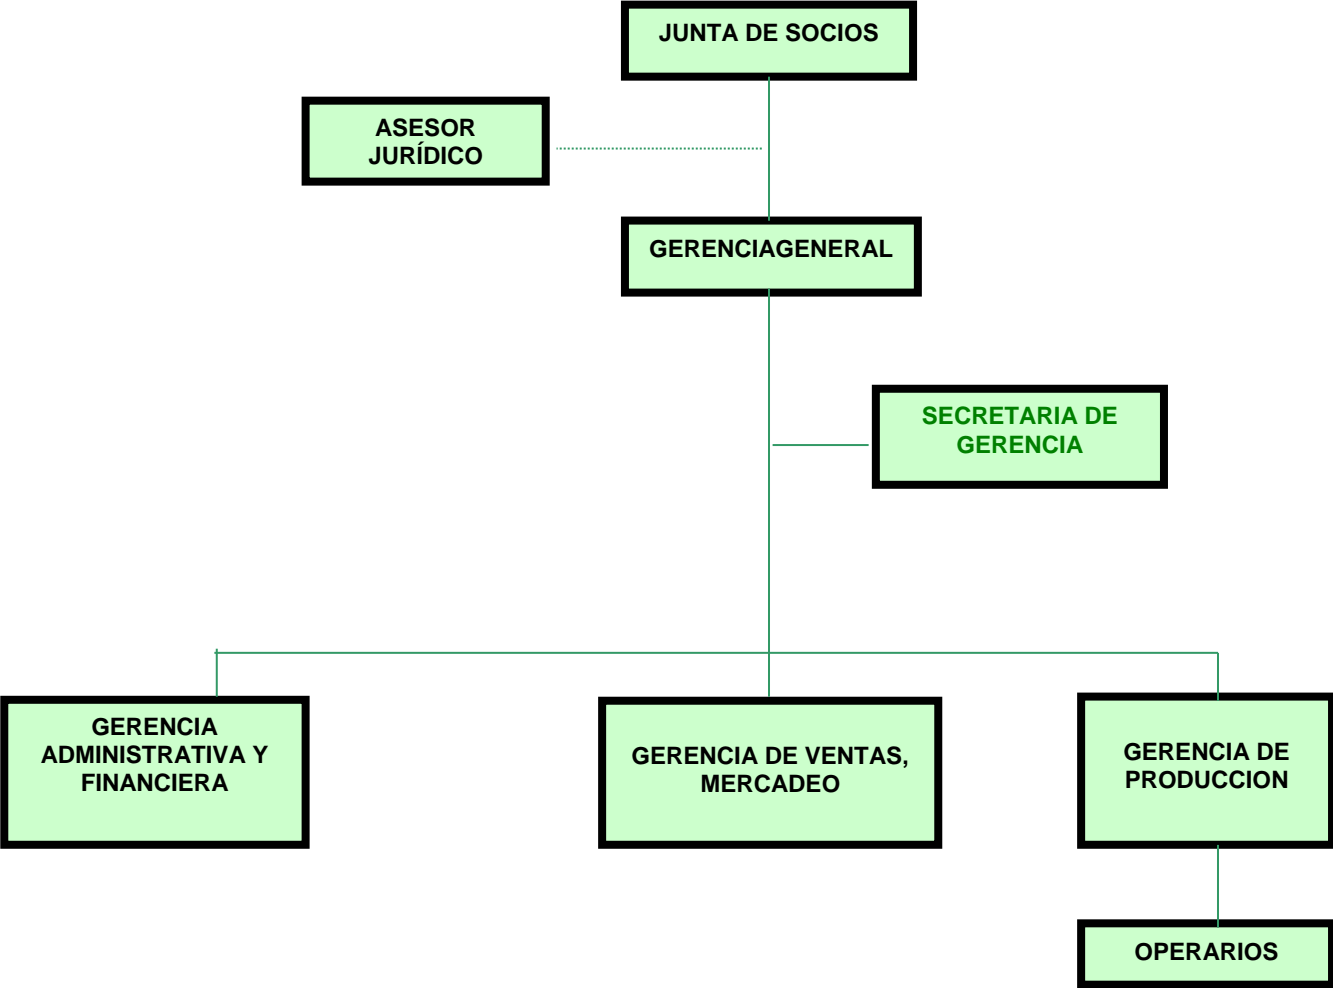 JUNTA DE SOCIOS
ASESOR
JURÍDICO
GERENCIAGENERAL
SECRETARIA DE
GERENCIA
GERENCIA
ADMINISTRATIVA Y
FINANCIERA
GERENCIA DE VENTAS,
MERCADEO
GERENCIA DE
PRODUCCION
OPERARIOS